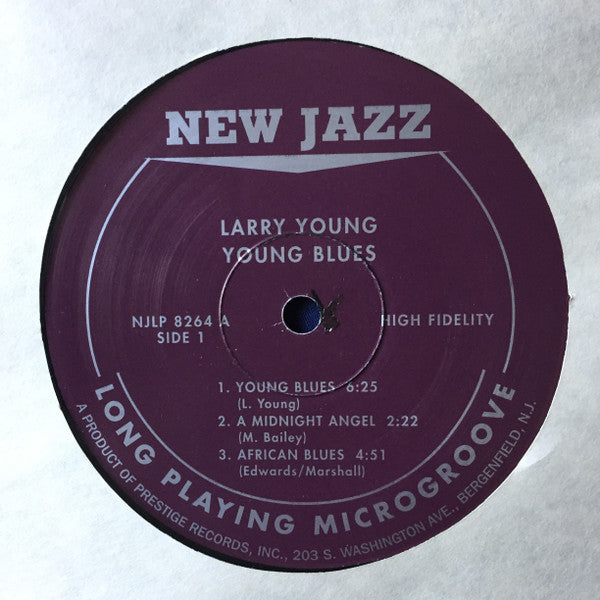 NEW JAZZ
LARRY YOUNG
YOUNG BLUES
NJLP 8264 A
SIDE 1
HIGH FIDELITY
1. YOUNG BLUES 6:25
(L. Young)
2. A MIDNIGHT ANGEL 2:22
(M. Bailey)
3. AFRICAN BLUES 4:51
(Edwards/Marshall)
LONG PLAYING MICROGROOVE
A PRODUCT OF PRESTIGE RECORDS, INC., 203 S. WASHINGTON AVE., BERGENFIELD, N.J.